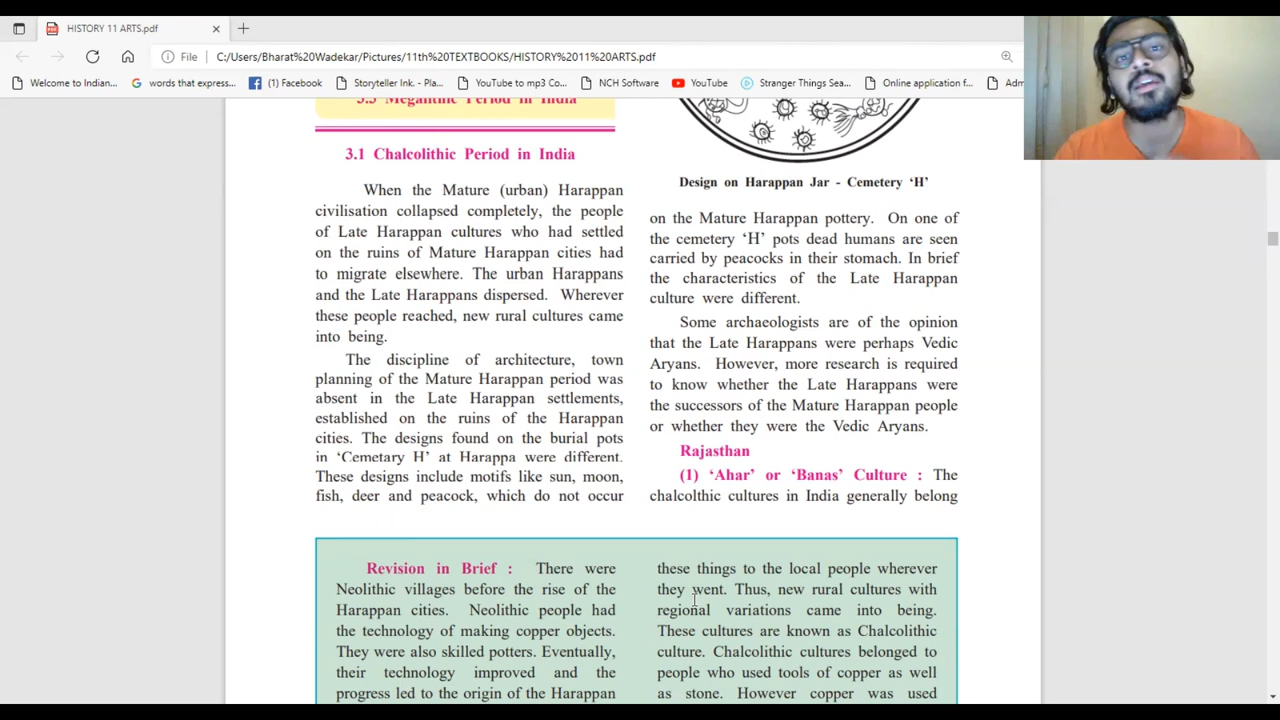 HISTORY 11 ARTS.pdf
File
C:/Users/Bharat%20Wadekar/Pictures/11th%20TEXTBOOKS/HISTORY%2011%20ARTS.pdf
Welcome to Indian...
words that express...
(1) Facebook
Storyteller Ink. - Pla...
YouTube to mp3 Co...
NCH Software
YouTube
Stranger Things Sea...
Online application f...
Adm
3.3 Megalithic Period in India
3.1 Chalcolithic Period in India
When the Mature (urban) Harappan
civilisation collapsed completely, the people
of Late Harappan cultures who had settled
on the ruins of Mature Harappan cities had
to migrate elsewhere. The urban Harappans
and the Late Harappans dispersed. Wherever
these people reached, new rural cultures came
into being.
The discipline of architecture, town
planning of the Mature Harappan period was
absent in the Late Harappan settlements,
established on the ruins of the Harappan
cities. The designs found on the burial pots
in ‘Cemetary H’ at Harappa were different.
These designs include motifs like sun, moon,
fish, deer and peacock, which do not occur
Design on Harappan Jar - Cemetery ‘H’
on the Mature Harappan pottery. On one of
the cemetery ‘H’ pots dead humans are seen
carried by peacocks in their stomach. In brief
the characteristics of the Late Harappan
culture were different.
Some archaeologists are of the opinion
that the Late Harappans were perhaps Vedic
Aryans. However, more research is required
to know whether the Late Harappans were
the successors of the Mature Harappan people
or whether they were the Vedic Aryans.
Rajasthan
(1) ‘Ahar’ or ‘Banas’ Culture : The
chalcolthic cultures in India generally belong
Revision in Brief : There were
Neolithic villages before the rise of the
Harappan cities. Neolithic people had
the technology of making copper objects.
They were also skilled potters. Eventually,
their technology improved and the
progress led to the origin of the Harappan
these things to the local people wherever
they went. Thus, new rural cultures with
regional variations came into being.
These cultures are known as Chalcolithic
culture. Chalcolithic cultures belonged to
people who used tools of copper as well
as stone. However copper was used